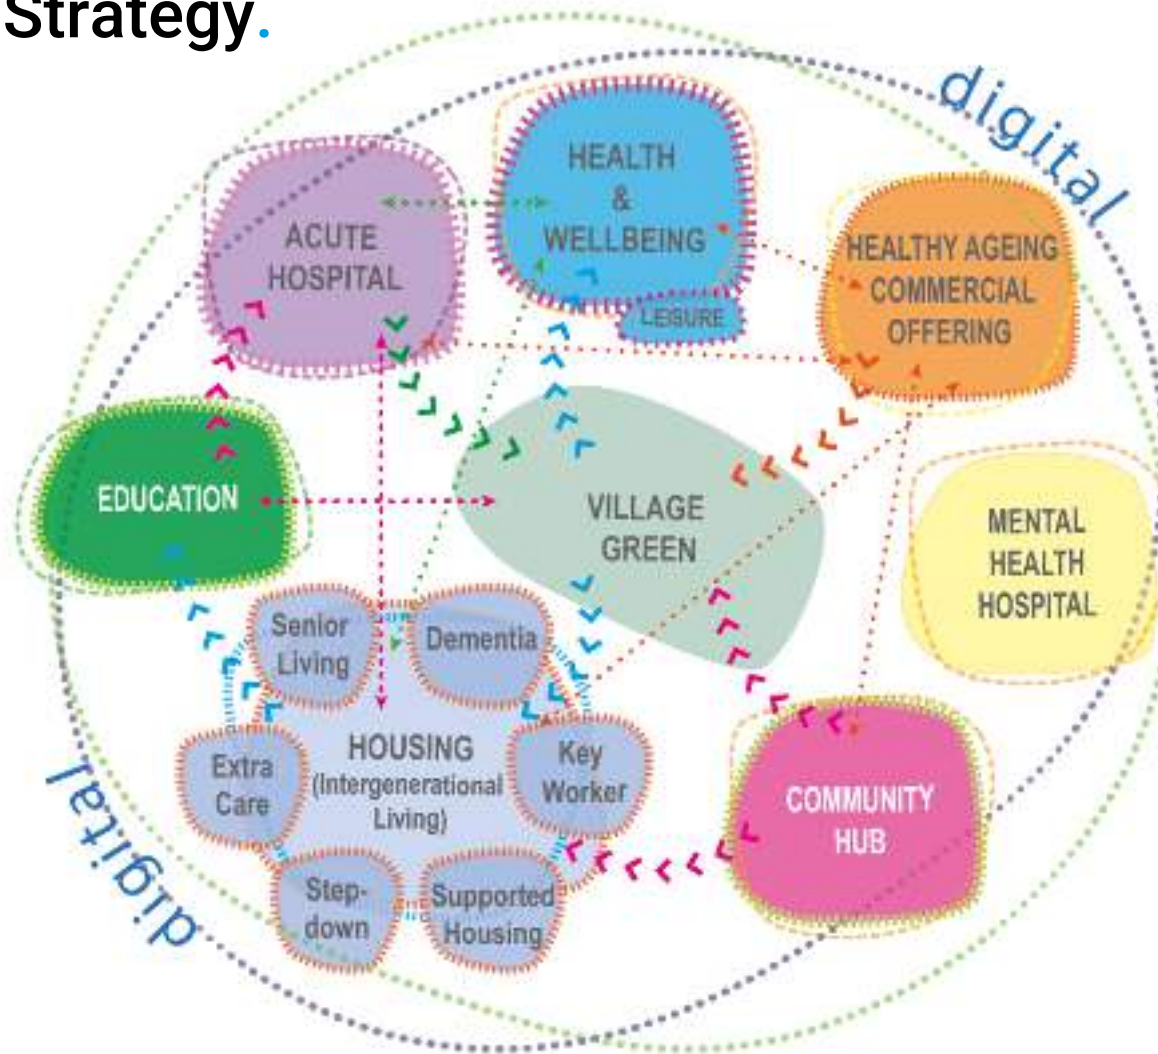 Strategy.
digital
HEALTH
&
WELLBEING
LEISURE
ACUTE
HOSPITAL
HEALTHY AGEING
COMMERCIAL
OFFERING
EDUCATION
VILLAGE
GREEN
MENTAL
HEALTH
HOSPITAL
Senior
Living
Dementia
HOUSING
(Intergenerational
Living)
Extra
Care
Key
Worker
Step-
down
Supported
Housing
COMMUNITY
HUB
digital